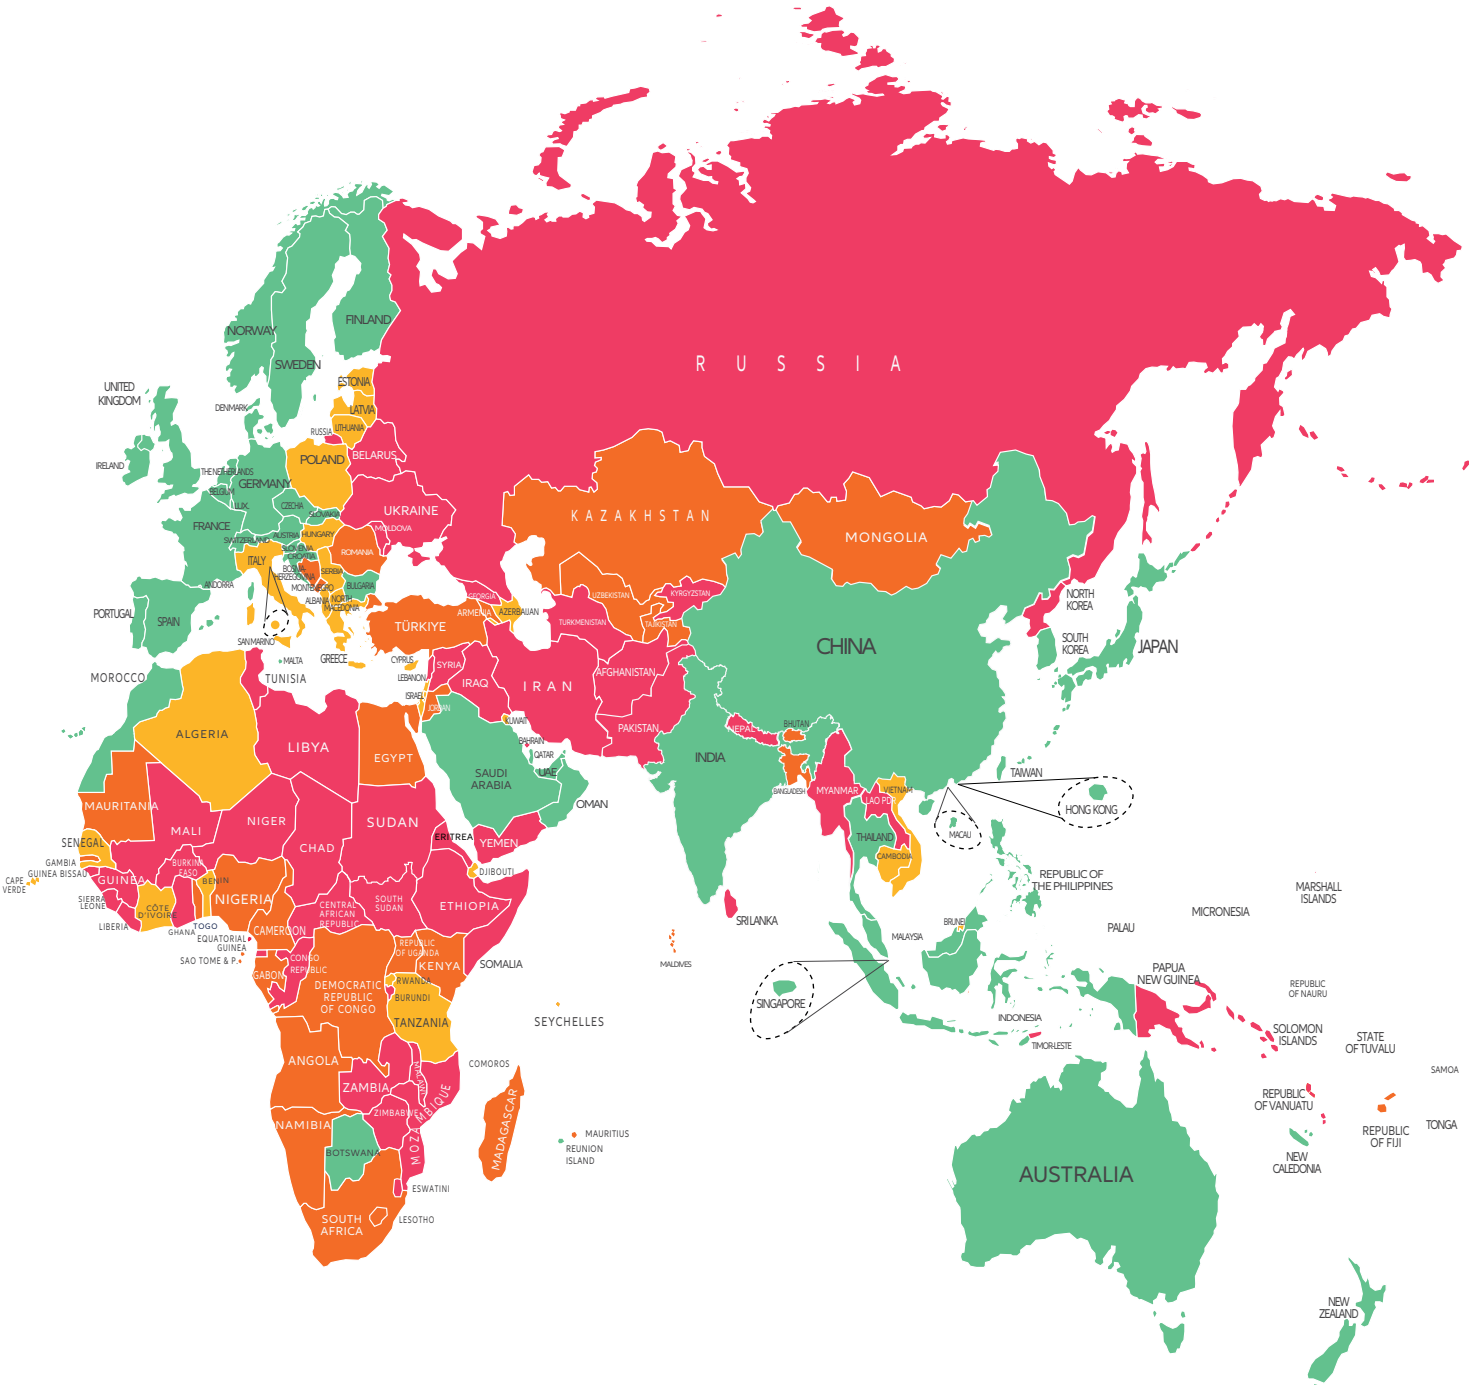 RUSSIA
NORWAY
FINLAND
SWEDEN
UNITED
KINGDOM
ESTONIA
DENMARK
LATVIA
LITHUANIA
RUSSIA
BELARUS
IRELAND
POLAND
THE NETHERLANDS
GERMANY
BELGIUM
LUX.
CZECHIA
SLOVAKIA
UKRAINE
KAZAKHSTAN
FRANCE
MOLDOVA
SWITZERLAND
AUSTRIA
HUNGARY
MONGOLIA
SLOVENIA
CROATIA
ROMANIA
ITALY
BOSNIA
HERZEGOVINA
SERBIA
ANDORRA
MONTENEGRO
BULGARIA
ALBANIA
NORTH
MACEDONIA
GEORGIA
UZBEKISTAN
KYRGYZSTAN
NORTH
KOREA
PORTUGAL
SPAIN
ARMENIA
AZERBAIJAN
TÜRKIYE
TURKMENISTAN
TAJIKISTAN
SAN MARINO
CHINA
SOUTH
KOREA
JAPAN
MALTA
GREECE
CYPRUS
SYRIA
MOROCCO
TUNISIA
LEBANON
IRAQ
IRAN
AFGHANISTAN
ISRAEL
JORDAN
KUWAIT
PAKISTAN
NEPAL
BHUTAN
ALGERIA
LIBYA
EGYPT
BAHRAIN
QATAR
INDIA
SAUDI
ARABIA
UAE
TAIWAN
OMAN
BANGLADESH
MYANMAR
VIETNAM
LAO PDR
HONG KONG
MAURITANIA
MALI
NIGER
CHAD
SUDAN
ERITREA
YEMEN
MACAU
THAILAND
CAMBODIA
SENEGAL
GAMBIA
GUINEA BISSAU
CAPE
VERDE
BURKINA
FASO
GUINEA
BENIN
NIGERIA
DJIBOUTI
REPUBLIC OF
THE PHILIPPINES
SIERRA
LEONE
CÔTE
D'IVOIRE
CENTRAL
AFRICAN
REPUBLIC
SOUTH
SUDAN
ETHIOPIA
MARSHALL
ISLANDS
LIBERIA
GHANA
TOGO
CAMEROON
SRI LANKA
BRUNEI
PALAU
MICRONESIA
EQUATORIAL
GUINEA
SAO TOME & P.
CONGO
REPUBLIC
GABON
REPUBLIC
OF UGANDA
KENYA
SOMALIA
MALDIVES
MALAYSIA
DEMOCRATIC
REPUBLIC
OF CONGO
RWANDA
BURUNDI
SINGAPORE
PAPUA
NEW GUINEA
REPUBLIC
OF NAURU
TANZANIA
SEYCHELLES
INDONESIA
TIMOR-LESTE
SOLOMON
ISLANDS
STATE
OF TUVALU
ANGOLA
COMOROS
SAMOA
ZAMBIA
MALAWI
MOZAMBIQUE
ZIMBABWE
MADAGASCAR
REPUBLIC
OF VANUATU
NAMIBIA
BOTSWANA
MAURITIUS
REUNION
ISLAND
REPUBLIC
OF FIJI
TONGA
NEW
CALEDONIA
AUSTRALIA
ESWATINI
SOUTH
AFRICA
LESOTHO
NEW
ZEALAND